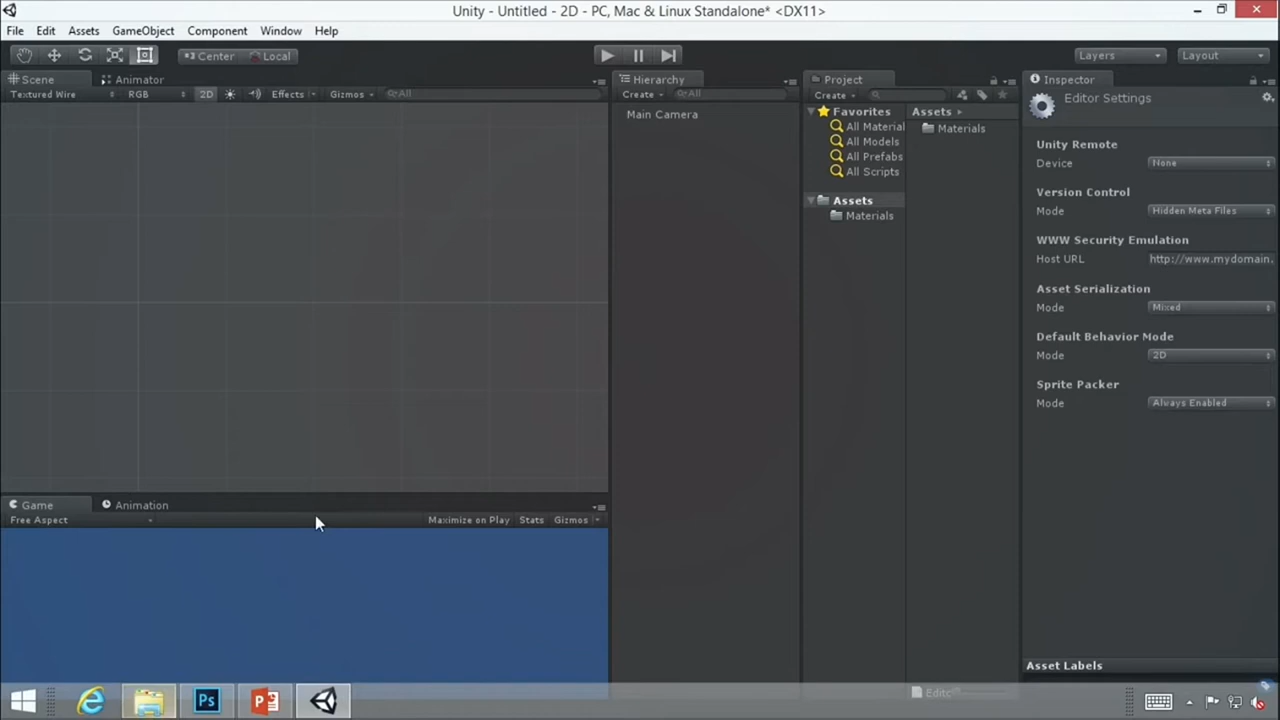 Unity - Untitled - 2D - PC, Mac & Linux Standalone* <DX11>
File Edit Assets GameObject Component Window Help
Center Local
Layers Layout
Scene Animator
Textured Wire RGB 2D Effects Gizmos All
Hierarchy
Create All
Main Camera
Project
Create
Favorites
All Material
All Models
All Prefabs
All Scripts
Assets
Materials
Assets
Materials
Inspector
Editor Settings
Unity Remote
Device None
Version Control
Mode Hidden Meta Files
WWW Security Emulation
Host URL http://www.mydomain.
Asset Serialization
Mode Mixed
Default Behavior Mode
Mode 2D
Sprite Packer
Mode Always Enabled
Game Animation
Free Aspect Maximize on Play Stats Gizmos
Asset Labels
Ps